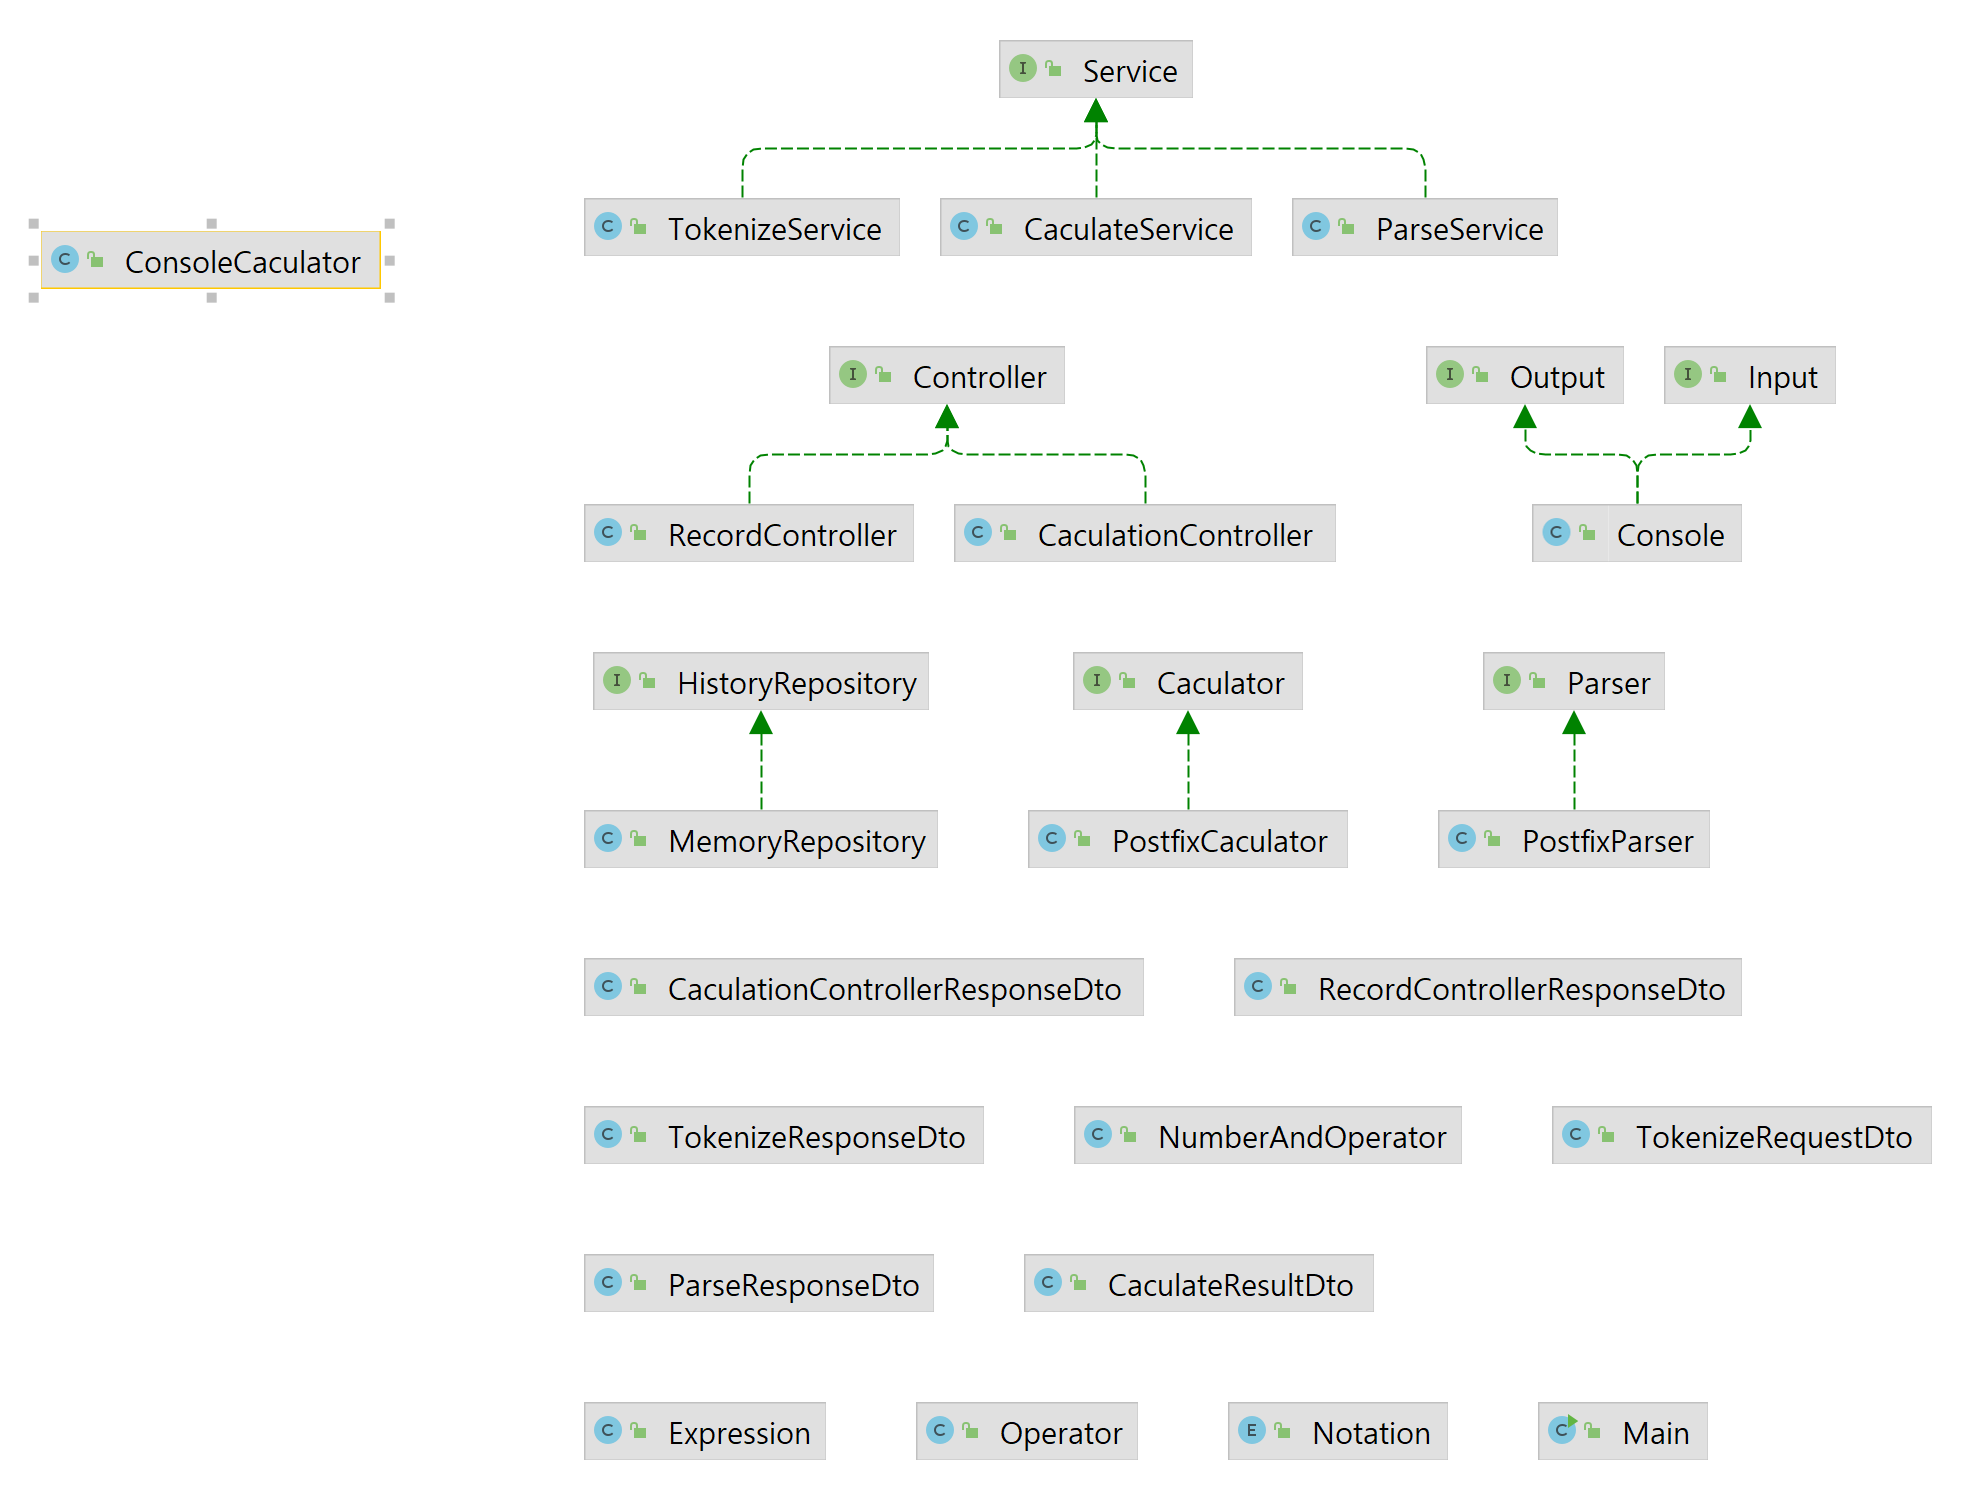 I Service
C TokenizeService
C CaculateService
C ParseService
C ConsoleCaculator
I Controller
I Output
I Input
C RecordController
C CaculationController
C Console
I HistoryRepository
I Caculator
I Parser
C MemoryRepository
C PostfixCaculator
C PostfixParser
C CaculationControllerResponseDto
C RecordControllerResponseDto
C TokenizeResponseDto
C NumberAndOperator
C TokenizeRequestDto
C ParseResponseDto
C CaculateResultDto
C Expression
C Operator
E Notation
C Main